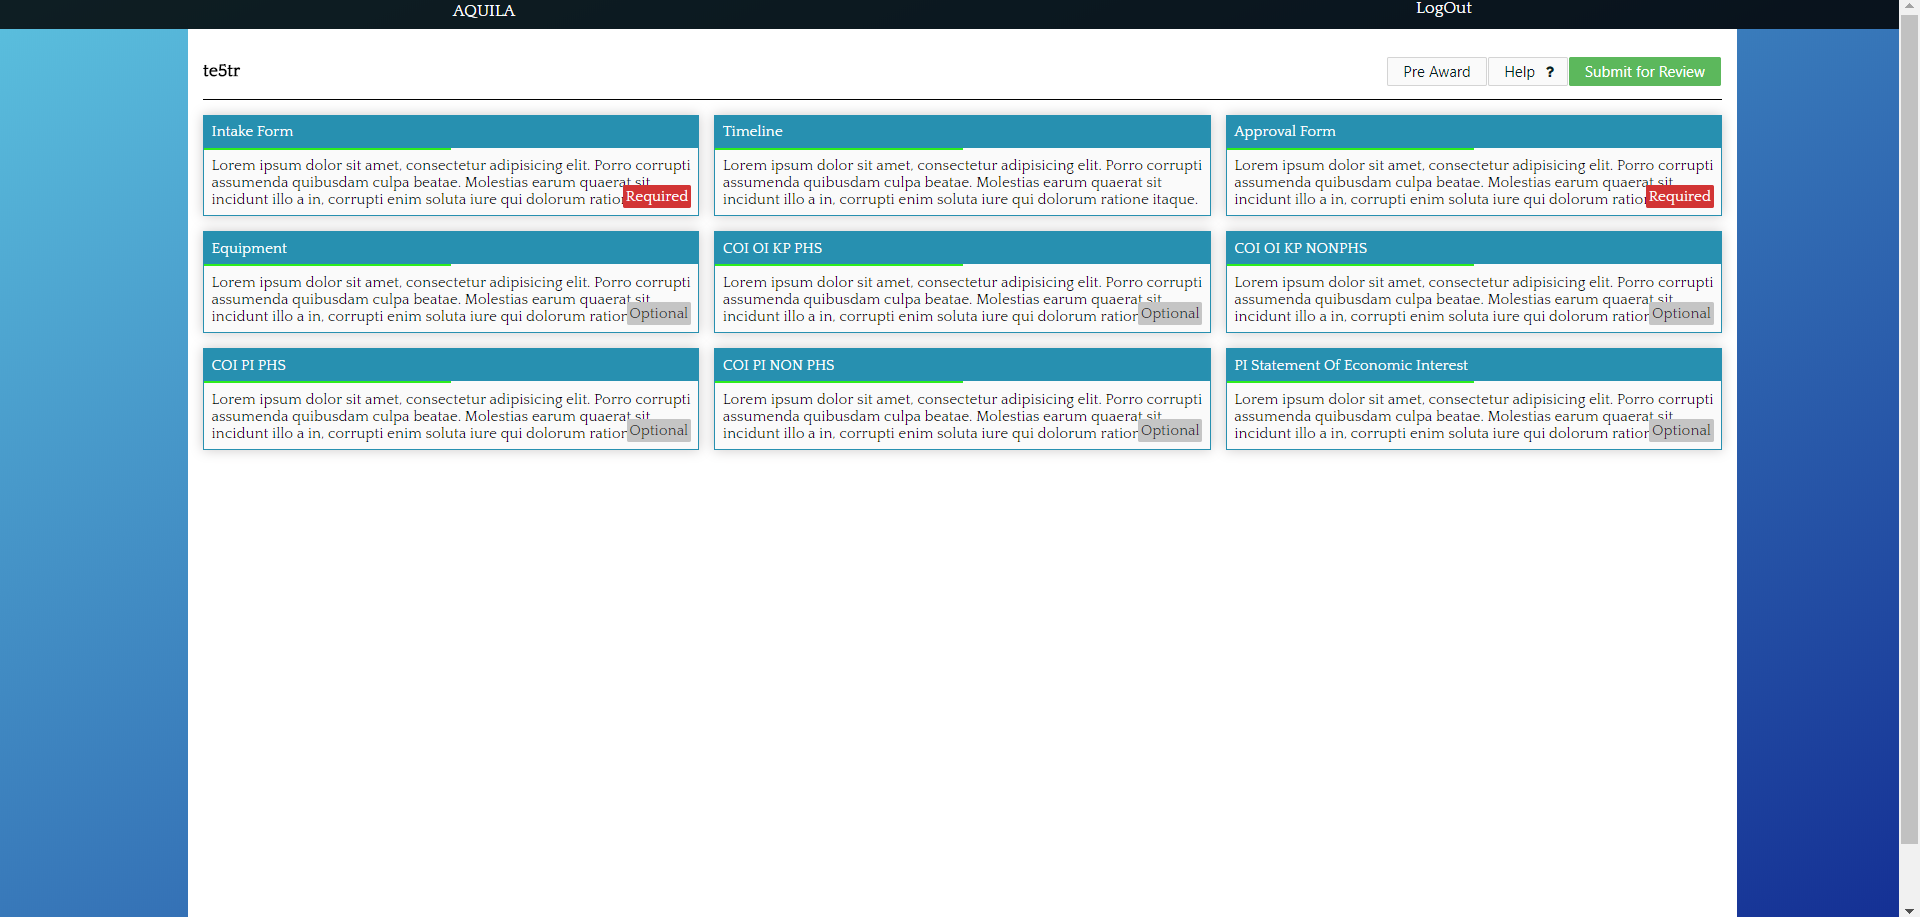 AQUILA
LogOut
te5tr
Pre Award
Help ?
Submit for Review
Intake Form
Lorem ipsum dolor sit amet, consectetur adipisicing elit. Porro corrupti
assumenda quibusdam culpa beatae. Molestias earum quaerat sit
incidunt illo a in, corrupti enim soluta iure qui dolorum
Required
Timeline
Lorem ipsum dolor sit amet, consectetur adipisicing elit. Porro corrupti
assumenda quibusdam culpa beatae. Molestias earum quaerat sit
incidunt illo a in, corrupti enim soluta iure qui dolorum ratione itaque.
Approval Form
Lorem ipsum dolor sit amet, consectetur adipisicing elit. Porro corrupti
assumenda quibusdam culpa beatae. Molestias earum quaerat sit
incidunt illo a in, corrupti enim soluta iure qui dolorum
Required
Equipment
Lorem ipsum dolor sit amet, consectetur adipisicing elit. Porro corrupti
assumenda quibusdam culpa beatae. Molestias earum quaerat sit
incidunt illo a in, corrupti enim soluta iure qui dolorum
Optional
COI OI KP PHS
Lorem ipsum dolor sit amet, consectetur adipisicing elit. Porro corrupti
assumenda quibusdam culpa beatae. Molestias earum quaerat sit
incidunt illo a in, corrupti enim soluta iure qui dolorum
Optional
COI OI KP NONPHS
Lorem ipsum dolor sit amet, consectetur adipisicing elit. Porro corrupti
assumenda quibusdam culpa beatae. Molestias earum quaerat sit
incidunt illo a in, corrupti enim soluta iure qui dolorum
Optional
COI PI PHS
Lorem ipsum dolor sit amet, consectetur adipisicing elit. Porro corrupti
assumenda quibusdam culpa beatae. Molestias earum quaerat sit
incidunt illo a in, corrupti enim soluta iure qui dolorum
Optional
COI PI NON PHS
Lorem ipsum dolor sit amet, consectetur adipisicing elit. Porro corrupti
assumenda quibusdam culpa beatae. Molestias earum quaerat sit
incidunt illo a in, corrupti enim soluta iure qui dolorum
Optional
PI Statement Of Economic Interest
Lorem ipsum dolor sit amet, consectetur adipisicing elit. Porro corrupti
assumenda quibusdam culpa beatae. Molestias earum quaerat sit
incidunt illo a in, corrupti enim soluta iure qui dolorum
Optional